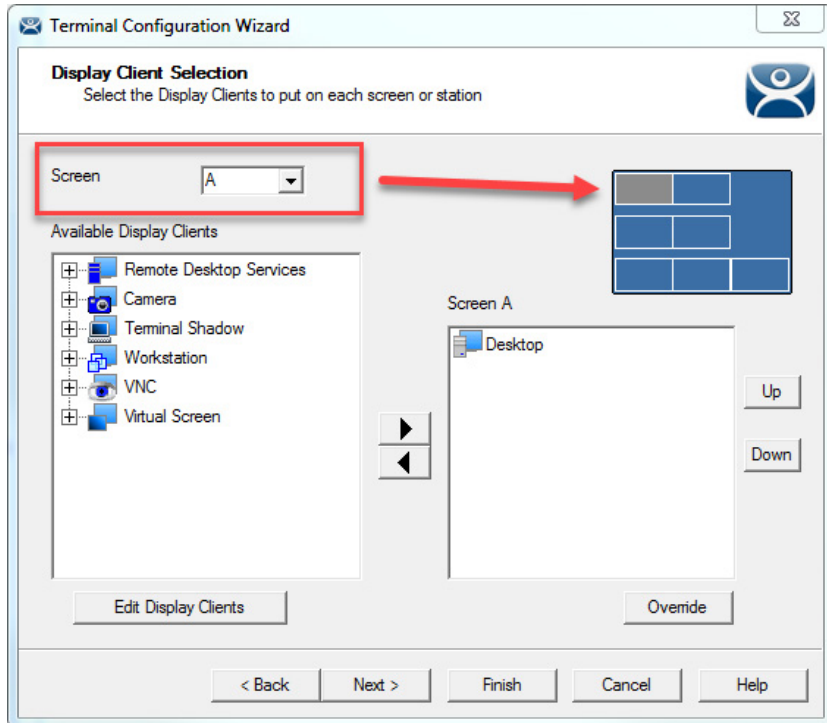 Terminal Configuration Wizard
Display Client Selection
Select the Display Clients to put on each screen or station
Screen
A
Available Display Clients
Remote Desktop Services
Camera
Terminal Shadow
Workstation
VNC
Virtual Screen
Screen A
Desktop
Up
Down
Edit Display Clients
Override
< Back
Next >
Finish
Cancel
Help